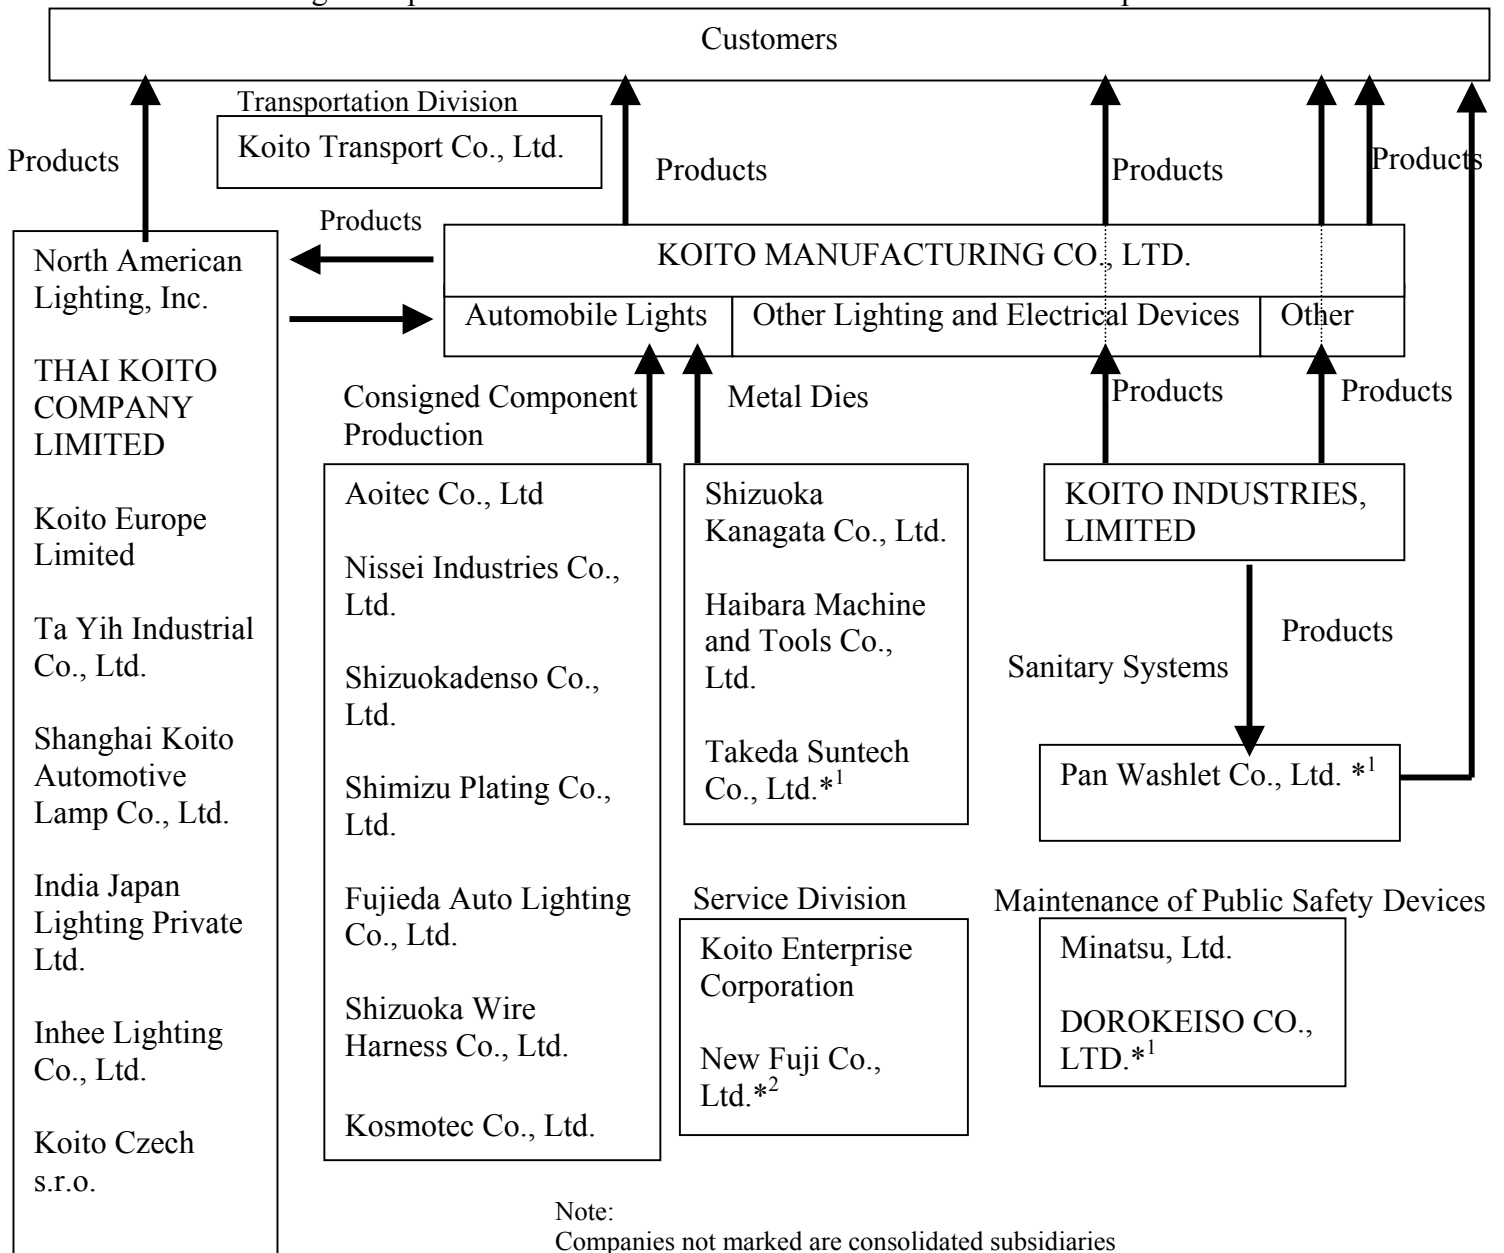 Customers
Transportation Division
Koito Transport Co., Ltd.
Products
Products
Products
Products
Products
KOITO MANUFACTURING CO., LTD.
Automobile Lights
Other Lighting and Electrical Devices
Other
North American
Lighting, Inc.
THAI KOITO
COMPANY
LIMITED
Koito Europe
Limited
Ta Yih Industrial
Co., Ltd.
Shanghai Koito
Automotive
Lamp Co., Ltd.
India Japan
Lighting Private
Ltd.
Inhee Lighting
Co., Ltd.
Koito Czech
s.r.o.
Consigned Component
Production
Aoitec Co., Ltd
Nissei Industries Co.,
Ltd.
Shizuokadenso Co.,
Ltd.
Shimizu Plating Co.,
Ltd.
Fujieda Auto Lighting
Co., Ltd.
Shizuoka Wire
Harness Co., Ltd.
Kosmotec Co., Ltd.
Metal Dies
Shizuoka
Kanagata Co., Ltd.
Haibara Machine
and Tools Co.,
Ltd.
Takeda Suntech
Co., Ltd.*1
Service Division
Koito Enterprise
Corporation
New Fuji Co.,
Ltd.*2
Products
Products
KOITO INDUSTRIES,
LIMITED
Products
Sanitary Systems
Pan Washlet Co., Ltd. *1
Maintenance of Public Safety Devices
Minatsu, Ltd.
DOROKEISO CO.,
LTD.*1
Note:
Companies not marked are consolidated subsidiaries